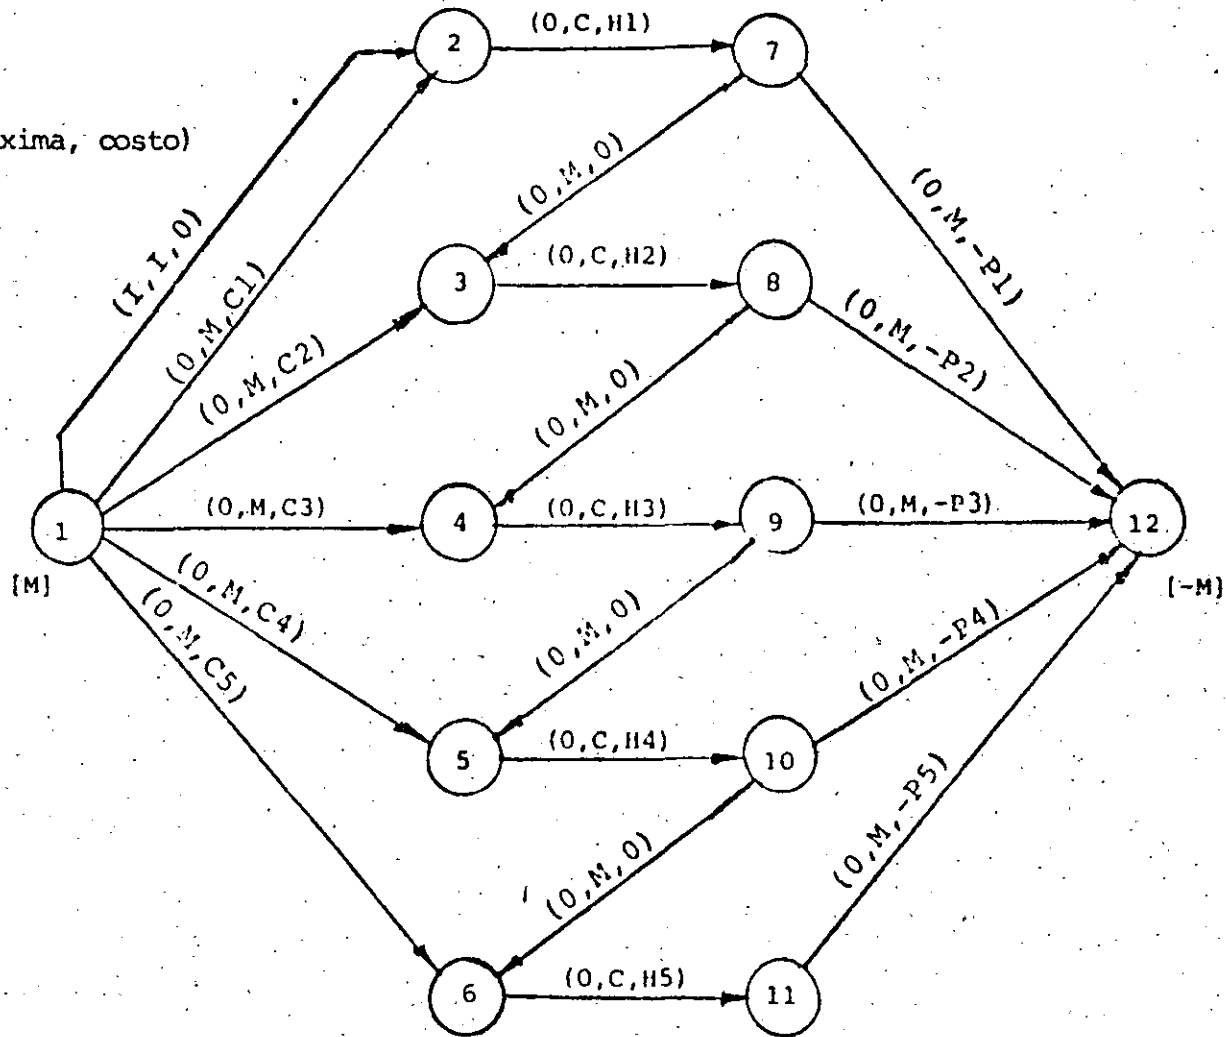 2
(0,C,H1)
7
xima, costo)
(I,I,0)
(0,M,C1)
(0,M,0)
(0,M,-P1)
3
(0,C,H2)
8
(0,M,C2)
(0,M,0)
(0,M,-P2)
1
[M]
(0,M,C3)
4
(0,C,H3)
9
(0,M,-P3)
12
[-M]
(0,M,C4)
(0,M,C5)
(0,M,0)
(0,M,-P4)
5
(0,C,H4)
10
(0,M,0)
(0,M,-P5)
6
(0,C,H5)
11